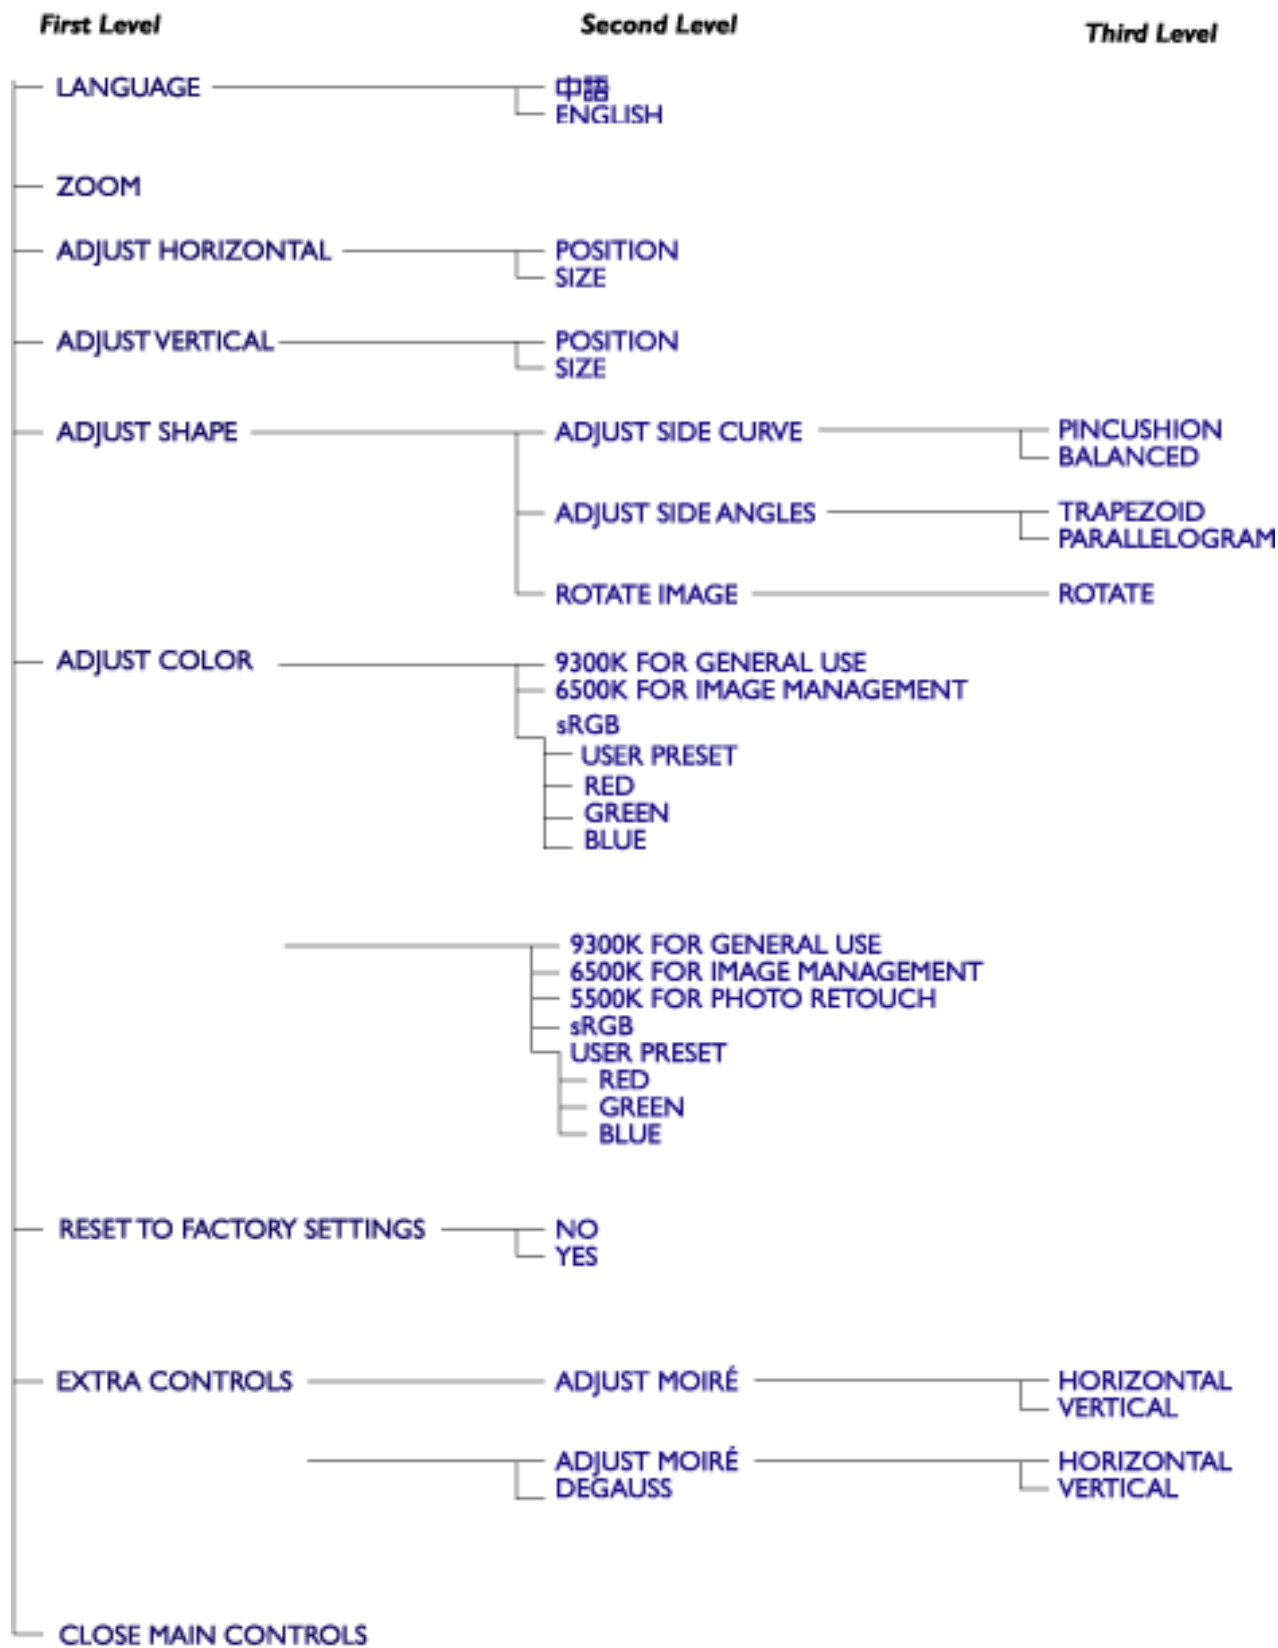 First Level Second Level Third Level
LANGUAGE 中語
ENGLISH
ZOOM
ADJUST HORIZONTAL POSITION
SIZE
ADJUST VERTICAL POSITION
SIZE
ADJUST SHAPE ADJUST SIDE CURVE PINCUSHION
BALANCED
ADJUST SIDE ANGLES TRAPEZOID
PARALLELOGRAM
ROTATE IMAGE ROTATE
ADJUST COLOR 9300K FOR GENERAL USE
6500K FOR IMAGE MANAGEMENT
sRGB
USER PRESET
RED
GREEN
BLUE
9300K FOR GENERAL USE
6500K FOR IMAGE MANAGEMENT
5500K FOR PHOTO RETOUCH
sRGB
USER PRESET
RED
GREEN
BLUE
RESET TO FACTORY SETTINGS NO
YES
EXTRA CONTROLS ADJUST MOIRÉ HORIZONTAL
VERTICAL
ADJUST MOIRÉ HORIZONTAL
DEGAUSS VERTICAL
CLOSE MAIN CONTROLS